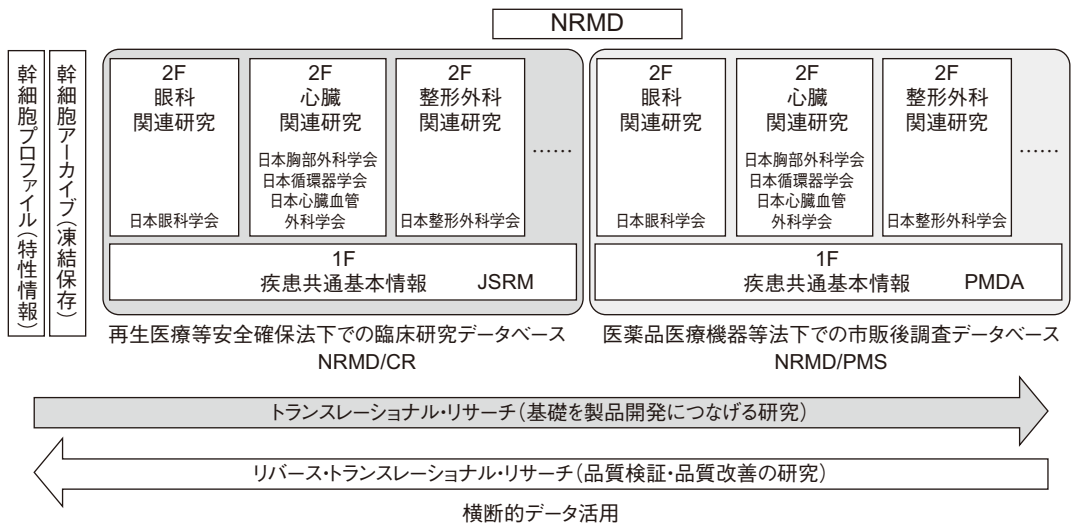 NRMD
幹細胞プロファイル(特性情報)
幹細胞アーカイブ(凍結保存)
2F
眼科
関連研究
日本眼科学会
2F
心臓
関連研究
日本胸部外科学会
日本循環器学会
日本心臓血管
外科学会
2F
整形外科
関連研究
日本整形外科学会
……
1F
疾患共通基本情報 JSRM
再生医療等安全確保法下での臨床研究データベース
NRMD/CR
2F
眼科
関連研究
日本眼科学会
2F
心臓
関連研究
日本胸部外科学会
日本循環器学会
日本心臓血管
外科学会
2F
整形外科
関連研究
日本整形外科学会
……
1F
疾患共通基本情報 PMDA
医薬品医療機器等法下での市販後調査データベース
NRMD/PMS
トランスレーショナル・リサーチ(基礎を製品開発につなげる研究)
リバース・トランスレーショナル・リサーチ(品質検証・品質改善の研究)
横断的データ活用